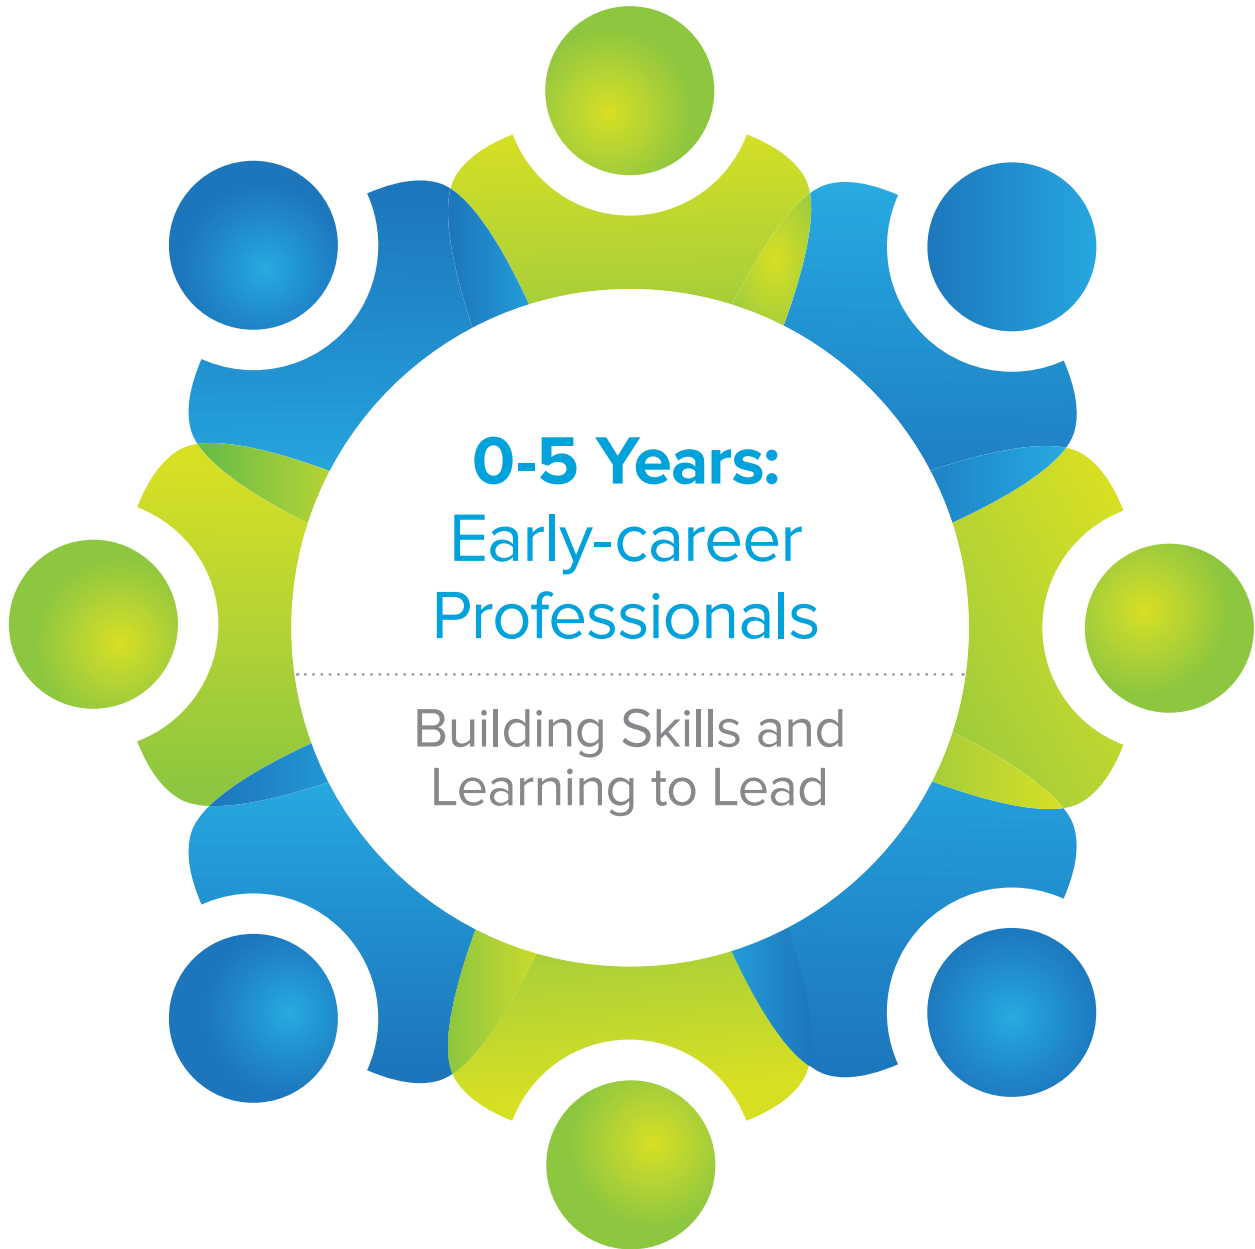 0-5 Years:
Early-career
Professionals
Building Skills and
Learning to Lead